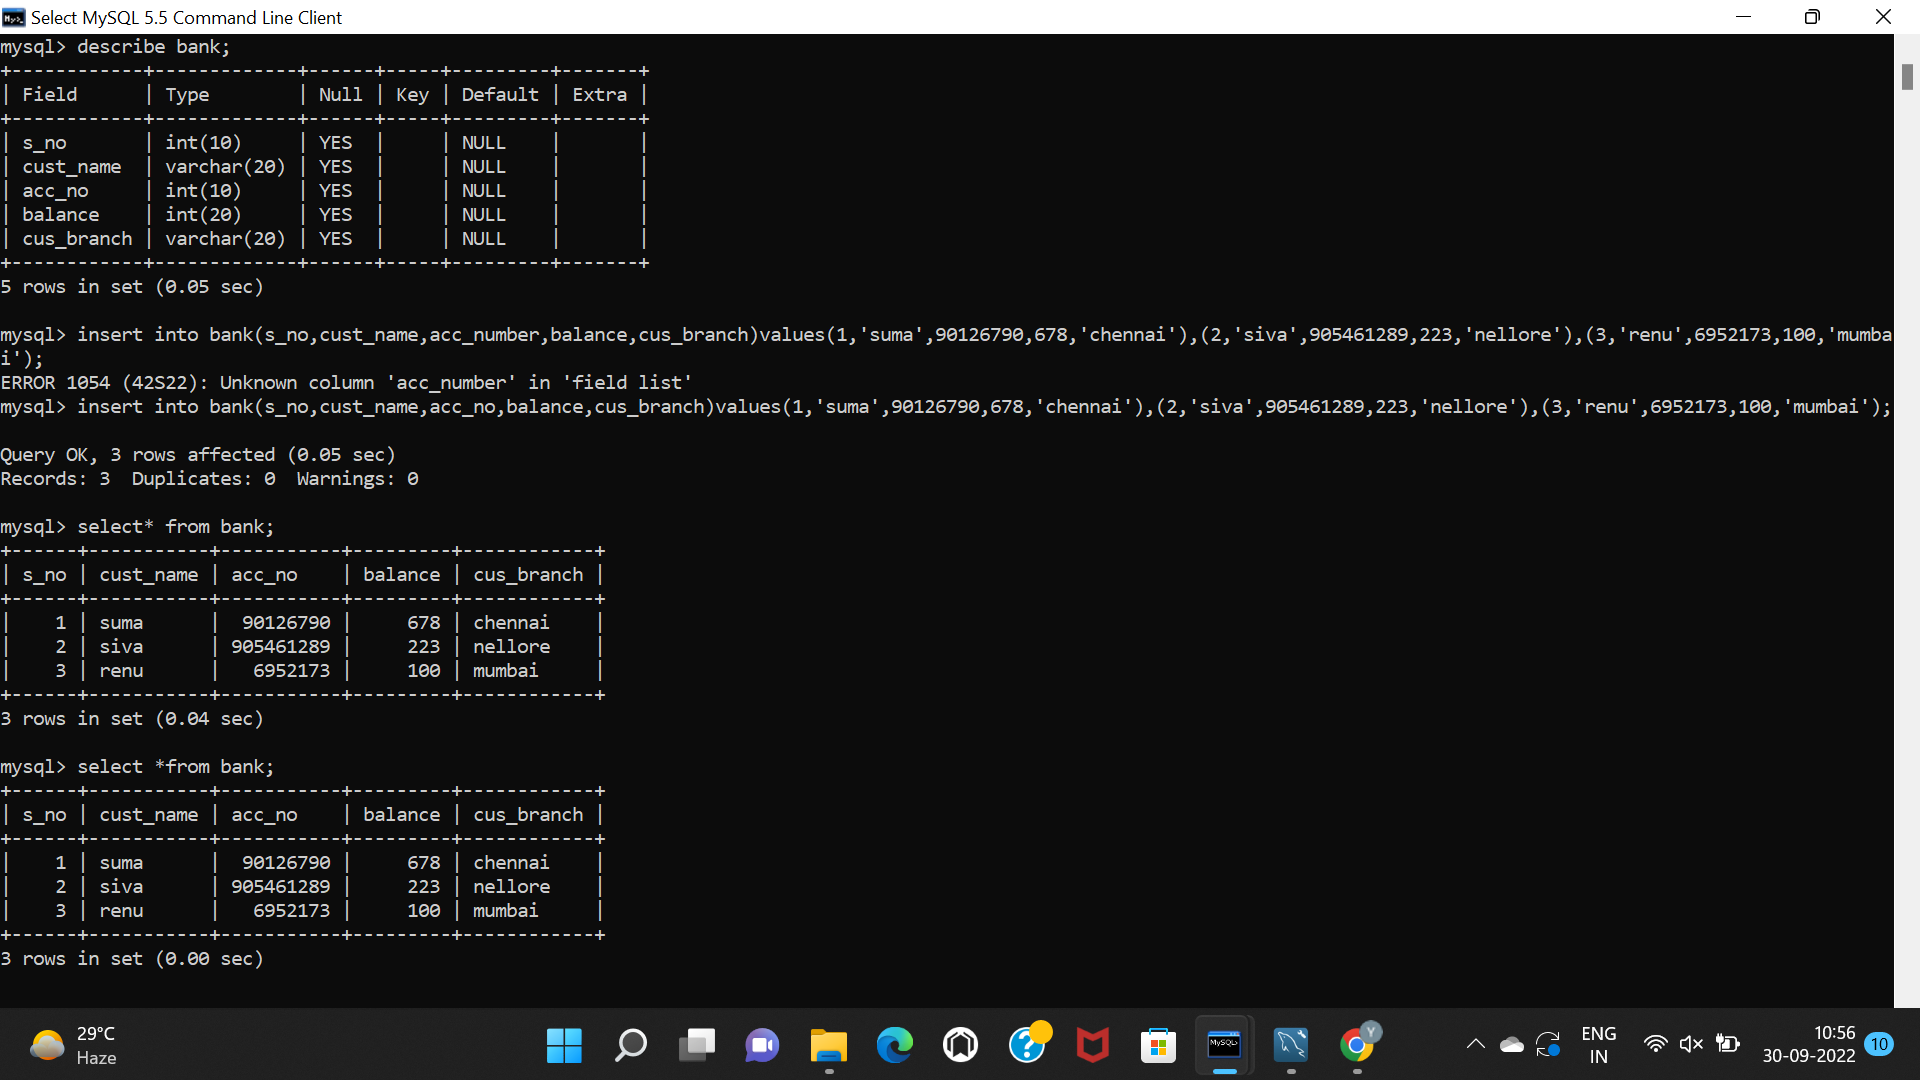 Select MySQL 5.5 Command Line Client
mysql> describe bank;
+------------+-------------+------+-----+---------+-------+
| Field      | Type        | Null | Key | Default | Extra |
+------------+-------------+------+-----+---------+-------+
| s_no       | int(10)     | YES  |     | NULL    |       |
| cust_name  | varchar(20) | YES  |     | NULL    |       |
| acc_no     | int(10)     | YES  |     | NULL    |       |
| balance    | int(20)     | YES  |     | NULL    |       |
| cus_branch | varchar(20) | YES  |     | NULL    |       |
+------------+-------------+------+-----+---------+-------+
5 rows in set (0.05 sec)
mysql> insert into bank(s_no,cust_name,acc_number,balance,cus_branch)values(1,'suma',90126790,678,'chennai'),(2,'siva',905461289,223,'nellore'),(3,'renu',6952173,100,'mumba
i');
ERROR 1054 (42S22): Unknown column 'acc_number' in 'field list'
mysql> insert into bank(s_no,cust_name,acc_no,balance,cus_branch)values(1,'suma',90126790,678,'chennai'),(2,'siva',905461289,223,'nellore'),(3,'renu',6952173,100,'mumbai');
Query OK, 3 rows affected (0.05 sec)
Records: 3  Duplicates: 0  Warnings: 0
mysql> select* from bank;
+------+-----------+-----------+---------+------------+
| s_no | cust_name | acc_no    | balance | cus_branch |
+------+-----------+-----------+---------+------------+
|    1 | suma      |  90126790 |     678 | chennai    |
|    2 | siva      | 905461289 |     223 | nellore    |
|    3 | renu      |   6952173 |     100 | mumbai     |
+------+-----------+-----------+---------+------------+
3 rows in set (0.04 sec)
mysql> select *from bank;
+------+-----------+-----------+---------+------------+
| s_no | cust_name | acc_no    | balance | cus_branch |
+------+-----------+-----------+---------+------------+
|    1 | suma      |  90126790 |     678 | chennai    |
|    2 | siva      | 905461289 |     223 | nellore    |
|    3 | renu      |   6952173 |     100 | mumbai     |
+------+-----------+-----------+---------+------------+
3 rows in set (0.00 sec)
29°C
Haze
MySQL>
Y
ENG
IN
10:56
30-09-2022
10